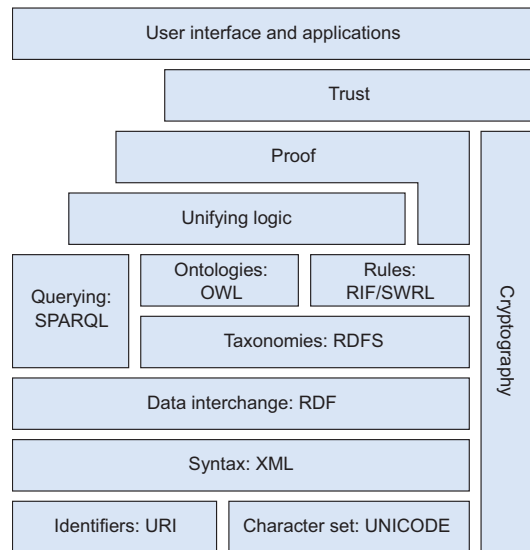 User interface and applications
Trust
Proof
Unifying logic
Querying:
SPARQL
Ontologies:
OWL
Rules:
RIF/SWRL
Taxonomies: RDFS
Data interchange: RDF
Syntax: XML
Identifiers: URI
Character set: UNICODE
Cryptography